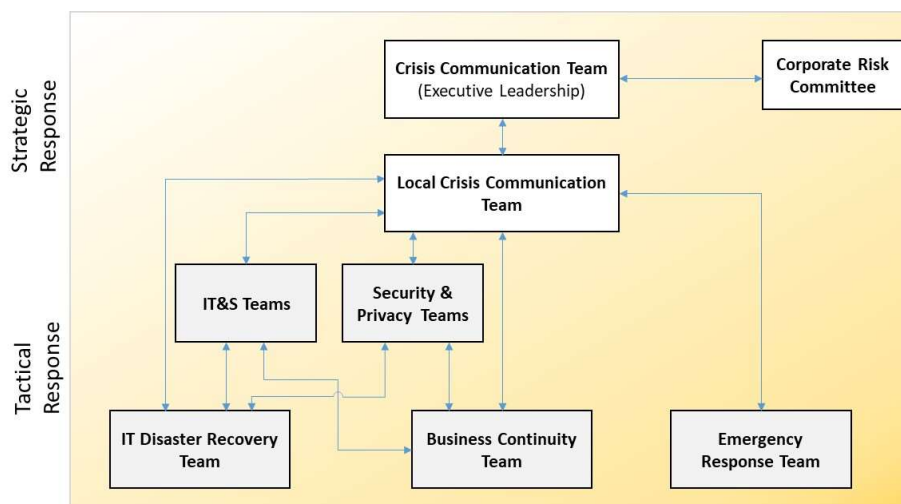 Strategic
Response
Crisis Communication Team
(Executive Leadership)
Corporate Risk
Committee
Local Crisis Communication
Team
Tactical
Response
IT&S Teams
Security &
Privacy Teams
IT Disaster Recovery
Team
Business Continuity
Team
Emergency
Response Team